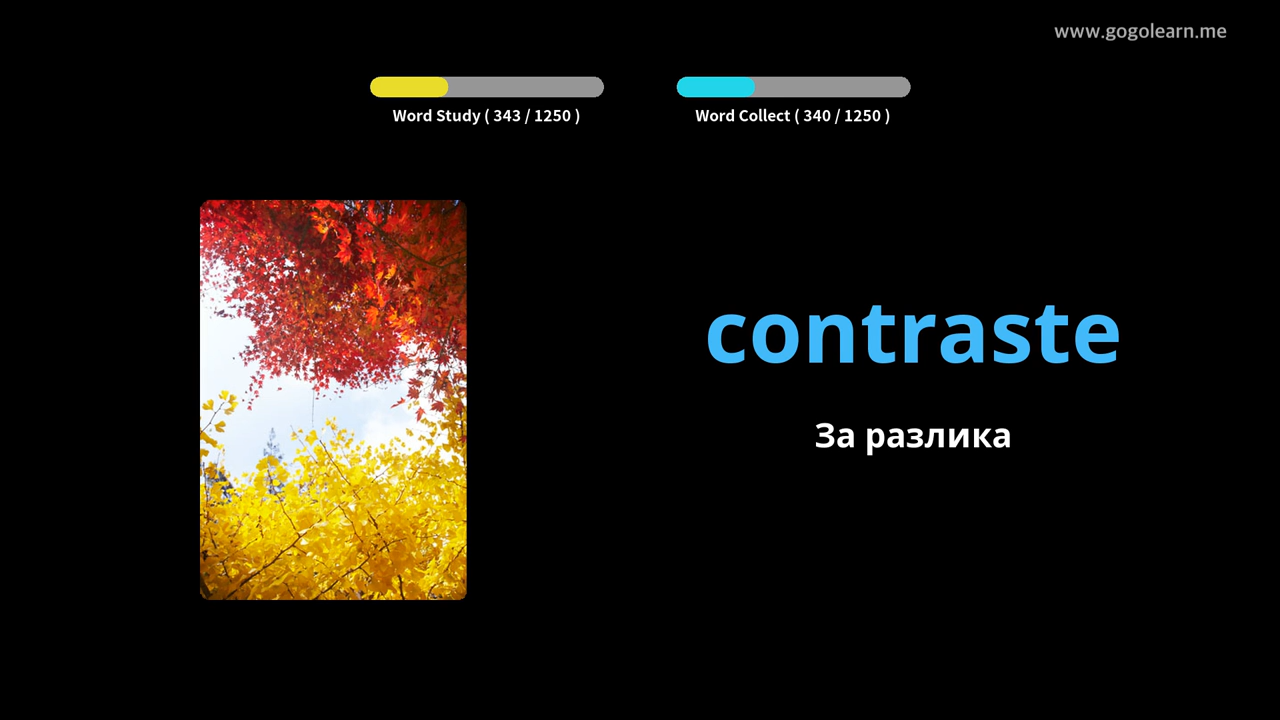 www.gogolearn.me
Word Study ( 343 / 1250 )
Word Collect ( 340 / 1250 )
contraste
За разлика